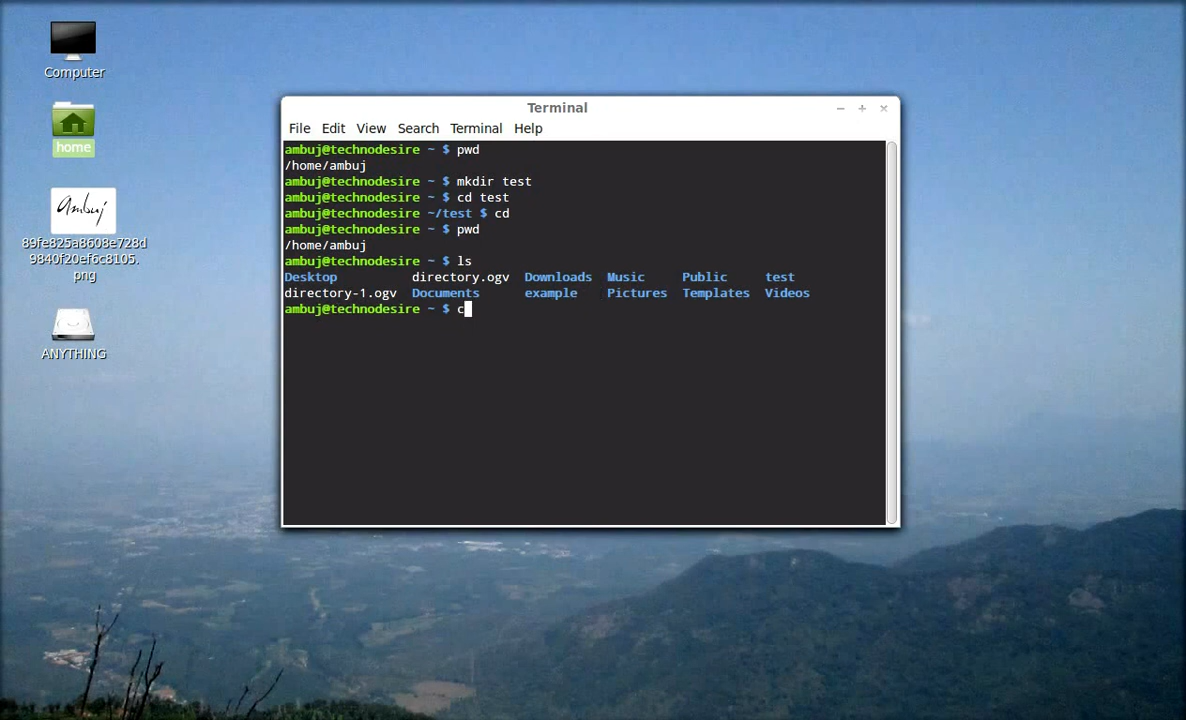 Computer
home
ambuj
89fe825a8608e728d
9840f20ef6c8105.
png
ANYTHING
Terminal
File Edit View Search Terminal Help
ambuj@technodesire ~ $ pwd
/home/ambuj
ambuj@technodesire ~ $ mkdir test
ambuj@technodesire ~ $ cd test
ambuj@technodesire ~/test $ cd
ambuj@technodesire ~ $ pwd
/home/ambuj
ambuj@technodesire ~ $ ls
Desktop directory.ogv Downloads Music Public test
directory-1.ogv Documents example Pictures Templates Videos
ambuj@technodesire ~ $ c